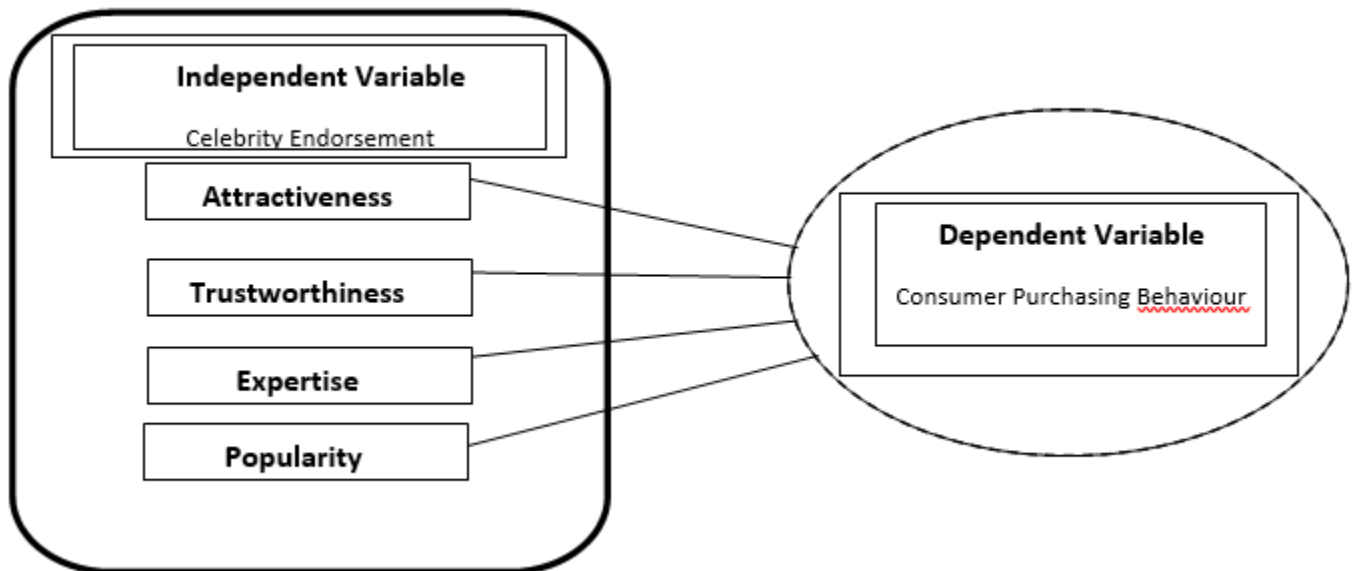 Independent Variable
Celebrity Endorsement
Attractiveness
Trustworthiness
Expertise
Popularity
Dependent Variable
Consumer Purchasing Behaviour